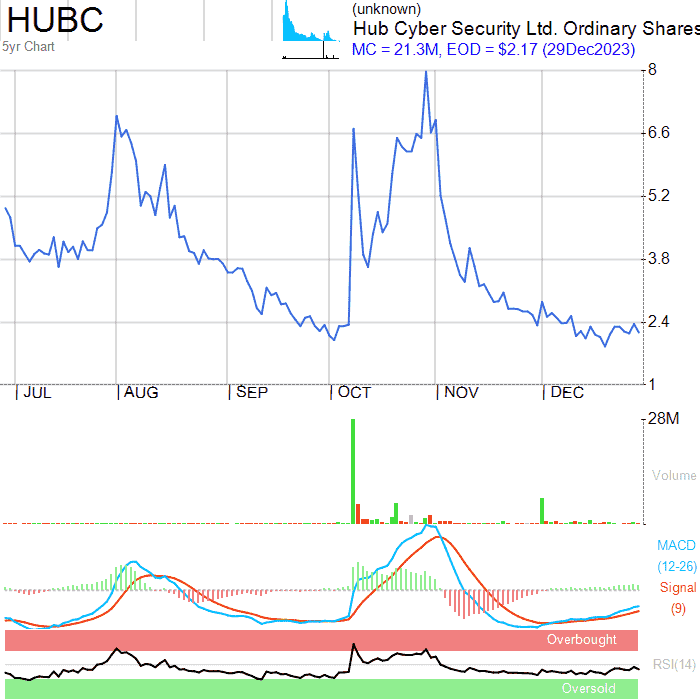 HUBC
5yr Chart
(unknown)
Hub Cyber Security Ltd. Ordinary Shares
MC = 21.3M, EOD = $2.17 (29Dec2023)
8
6.6
5.2
3.8
2.4
1
JUL AUG SEP OCT NOV DEC
28M
Volume
MACD
(12-26)
Signal
(9)
Overbought
RSI(14)
Oversold